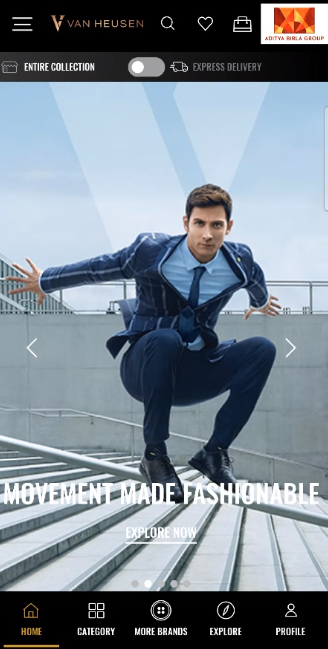 VAN HEUSEN
ADITYA BIRLA GROUP
ENTIRE COLLECTION
EXPRESS DELIVERY
MOVEMENT MADE FASHIONABLE
EXPLORE NOW
HOME
CATEGORY
MORE BRANDS
EXPLORE
PROFILE